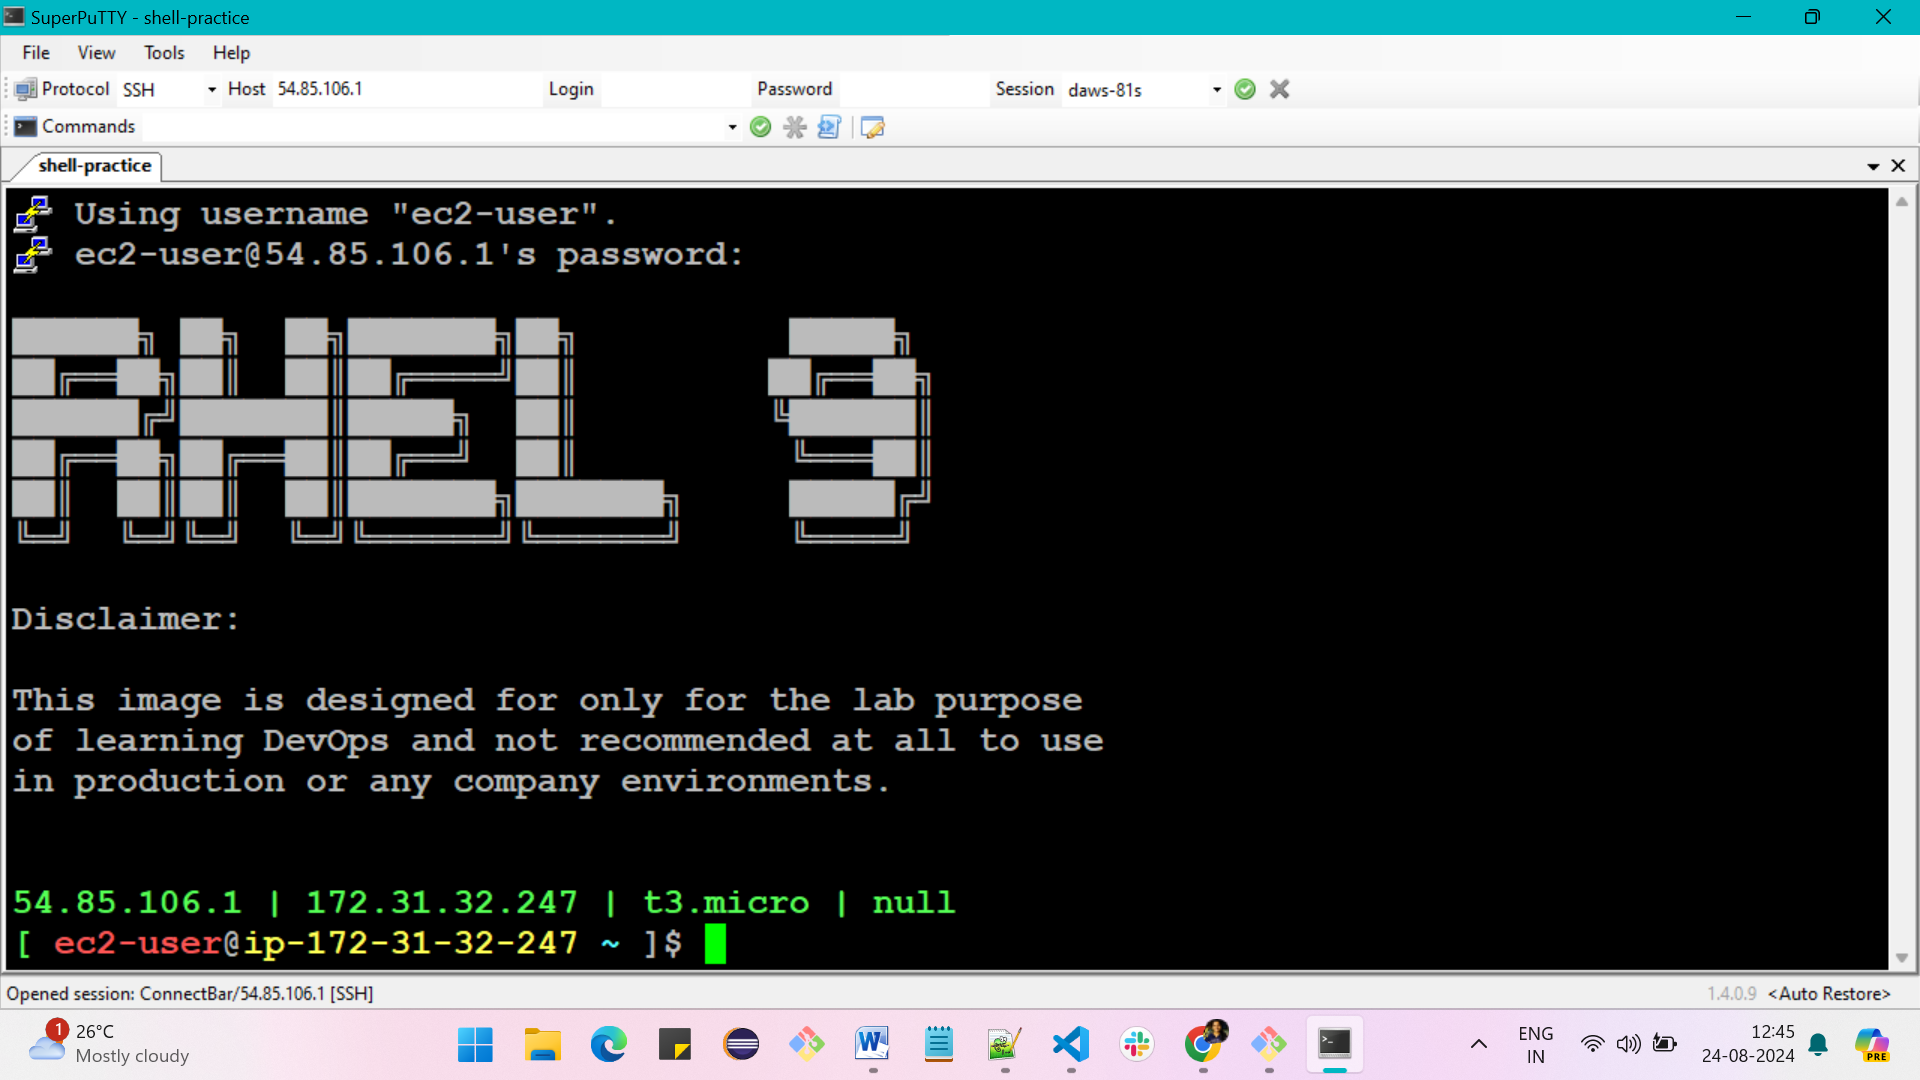 SuperPuTTY - shell-practice
File View Tools Help
Protocol SSH Host 54.85.106.1 Login Password Session daws-81s
Commands
shell-practice
Using username "ec2-user".
ec2-user@54.85.106.1's password:
RHEL 9
Disclaimer:
This image is designed for only for the lab purpose
of learning DevOps and not recommended at all to use
in production or any company environments.
54.85.106.1 | 172.31.32.247 | t3.micro | null
[ ec2-user@ip-172-31-32-247 ~ ]$
Opened session: ConnectBar/54.85.106.1 [SSH] 1.4.0.9 <Auto Restore>
1 26°C
Mostly cloudy
ENG
IN
12:45
24-08-2024
PRE